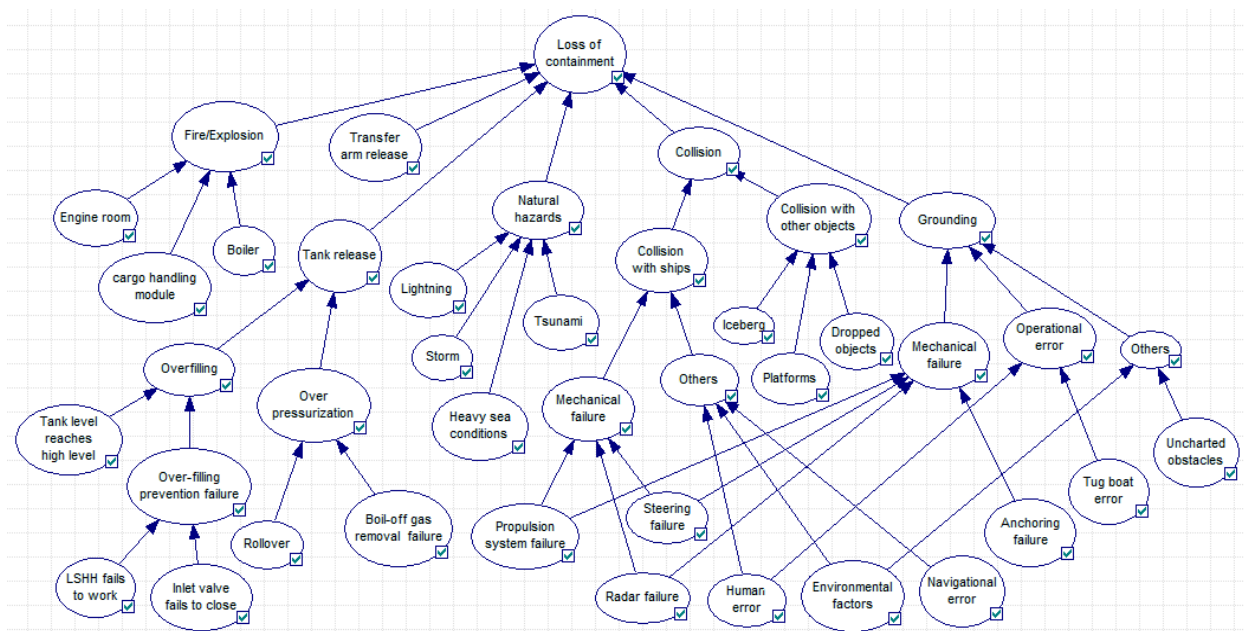 Loss of
containment
Fire/Explosion
Transfer
arm release
Collision
Engine room
Boiler
cargo handling
module
Tank release
Natural
hazards
Collision with
other objects
Grounding
Collision
with ships
Lightning
Storm
Tsunami
Heavy sea
conditions
Iceberg
Platforms
Dropped
objects
Mechanical
failure
Operational
error
Others
Overfilling
Over
pressurization
Mechanical
failure
Others
Tank level
reaches
high level
Over-filling
prevention failure
Uncharted
obstacles
Tug boat
error
Rollover
Boil-off gas
removal failure
Propulsion
system failure
Steering
failure
Anchoring
failure
LSHH fails
to work
Inlet valve
fails to close
Radar failure
Human
error
Environmental
factors
Navigational
error